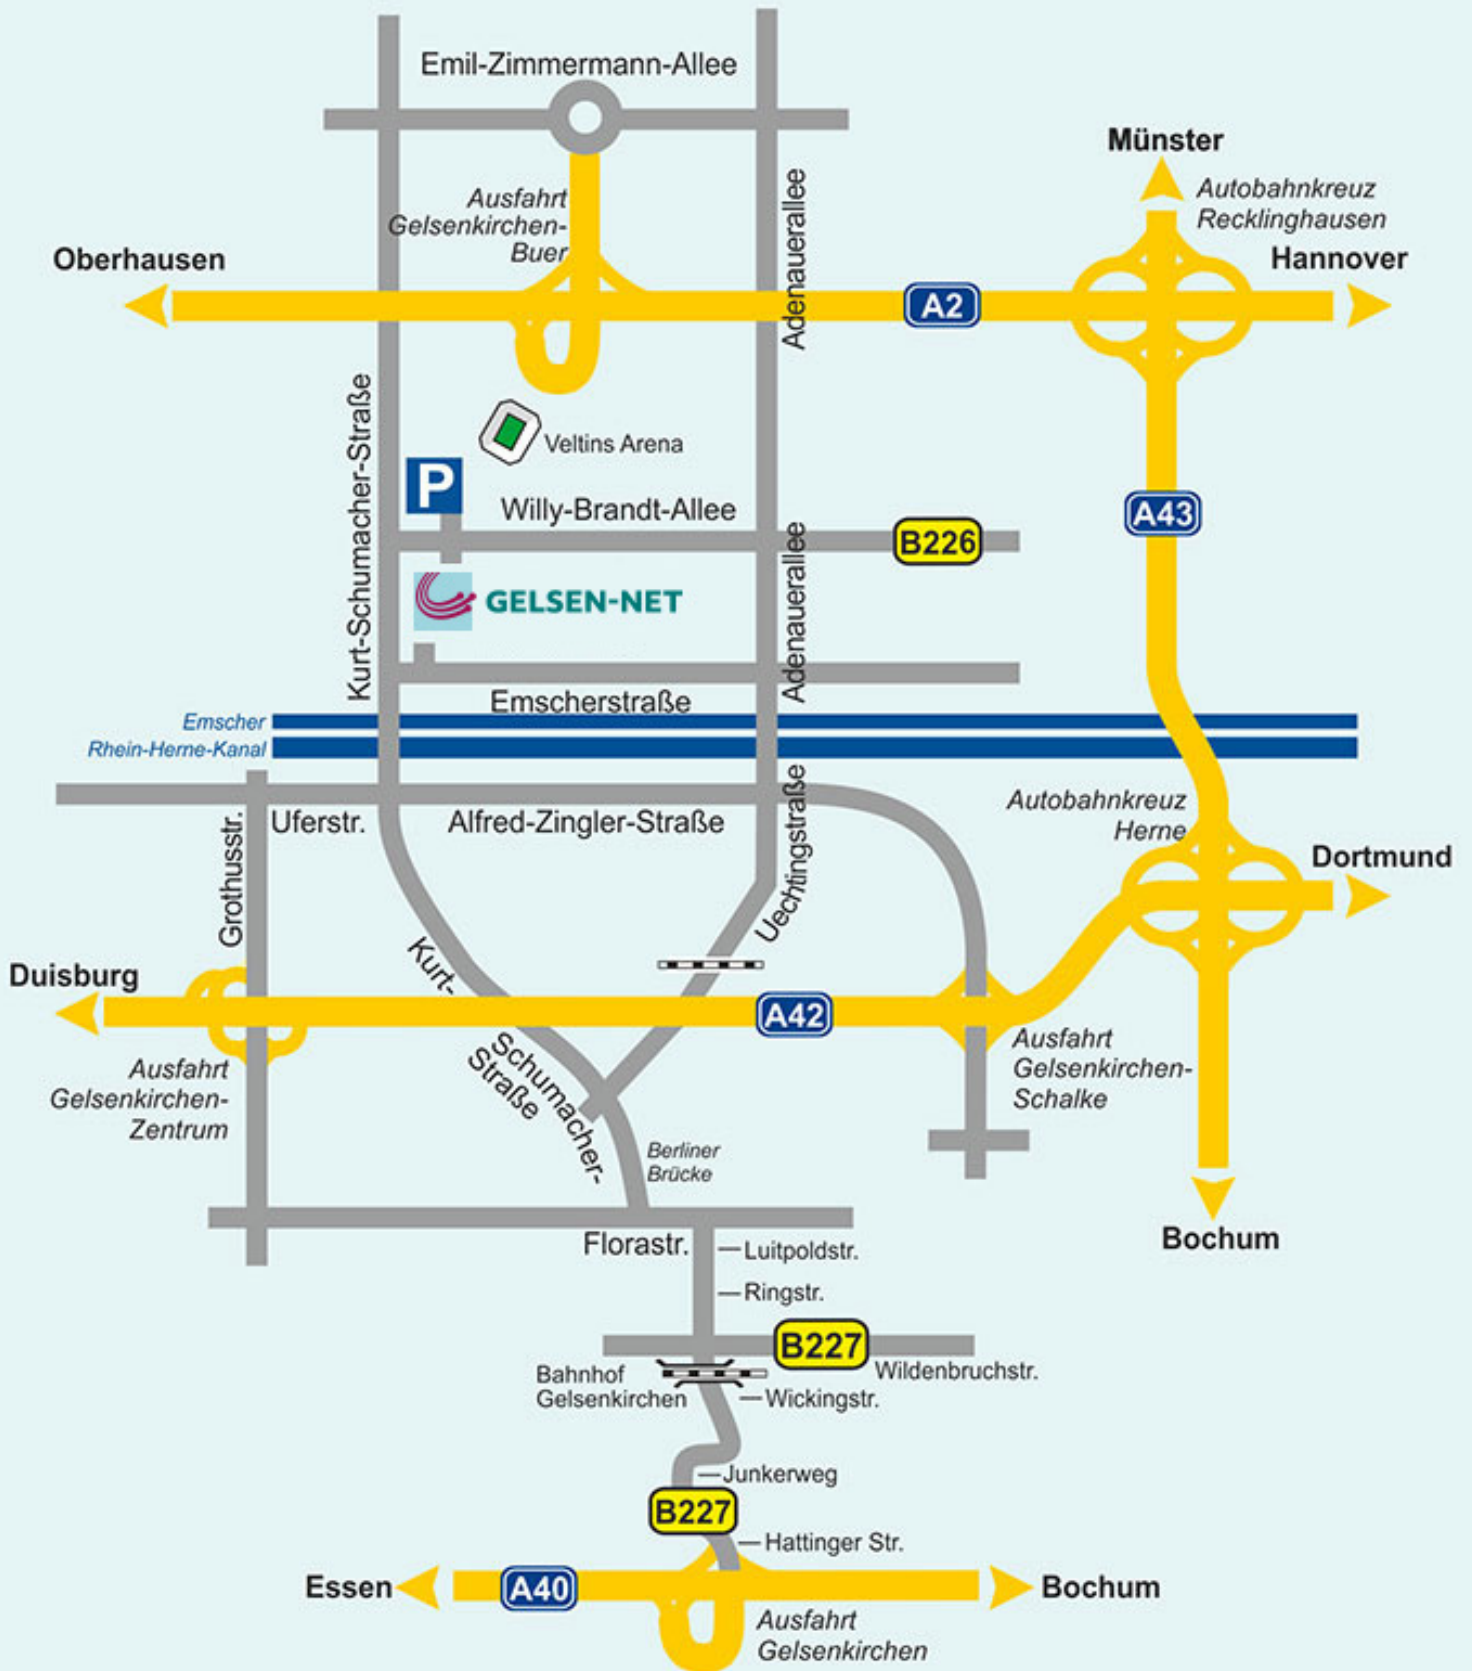 Emil-Zimmermann-Allee
Münster
Ausfahrt
Gelsenkirchen-
Buer
Adenauerallee
Autobahnkreuz
Recklinghausen
Oberhausen
Hannover
A2
Kurt-Schumacher-Straße
Veltins Arena
P
Willy-Brandt-Allee
A43
B226
Adenauerallee
GELSEN-NET
Emscherstraße
Emscher
Rhein-Herne-Kanal
Autobahnkreuz
Herne
Grothusstr.
Uferstr.
Alfred-Zingler-Straße
Uechtingstraße
Dortmund
Kurt-
Schumacher-
Straße
Duisburg
A42
Ausfahrt
Gelsenkirchen-
Zentrum
Ausfahrt
Gelsenkirchen-
Schalke
Berliner
Brücke
Bochum
Florastr.
Luitpoldstr.
Ringstr.
B227
Wildenbruchstr.
Bahnhof
Gelsenkirchen
Wickingstr.
Junkerweg
B227
Hattinger Str.
Essen
A40
Bochum
Ausfahrt
Gelsenkirchen